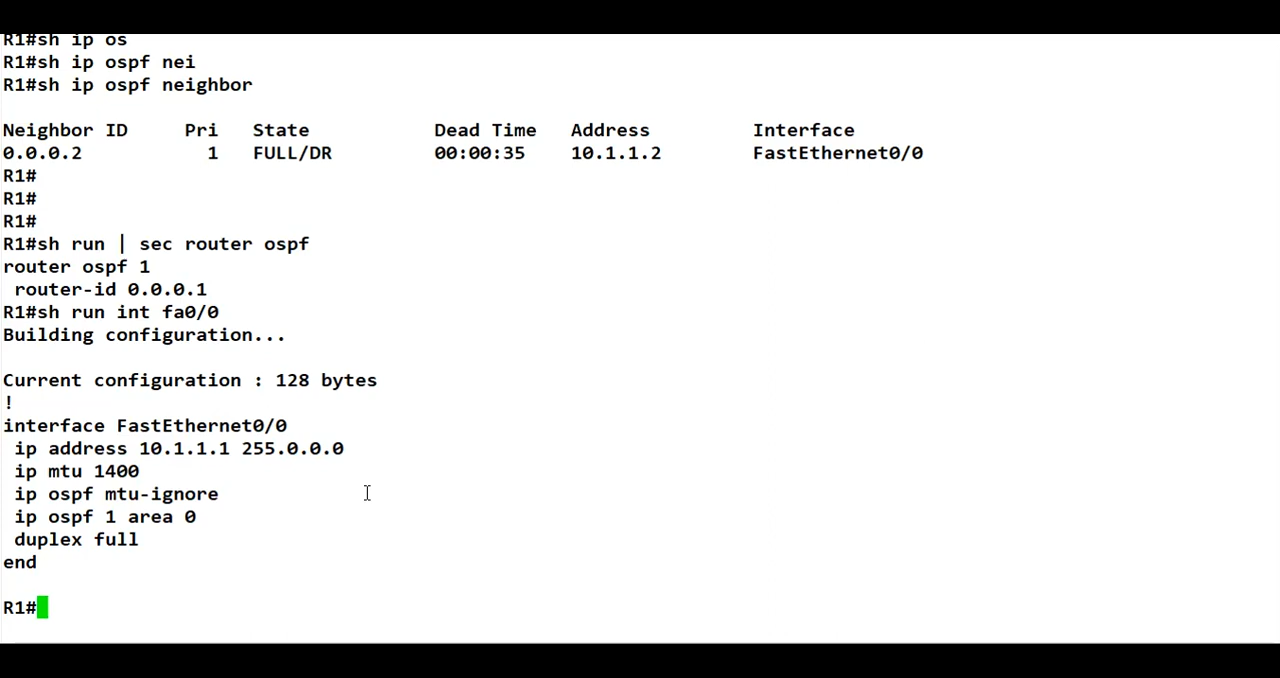 R1#sh ip os
R1#sh ip ospf nei
R1#sh ip ospf neighbor
Neighbor ID     Pri   State           Dead Time   Address         Interface
0.0.0.2           1   FULL/DR         00:00:35    10.1.1.2        FastEthernet0/0
R1#
R1#
R1#
R1#sh run | sec router ospf
router ospf 1
 router-id 0.0.0.1
R1#sh run int fa0/0
Building configuration...
Current configuration : 128 bytes
!
interface FastEthernet0/0
 ip address 10.1.1.1 255.0.0.0
 ip mtu 1400
 ip ospf mtu-ignore
 ip ospf 1 area 0
 duplex full
end
R1#